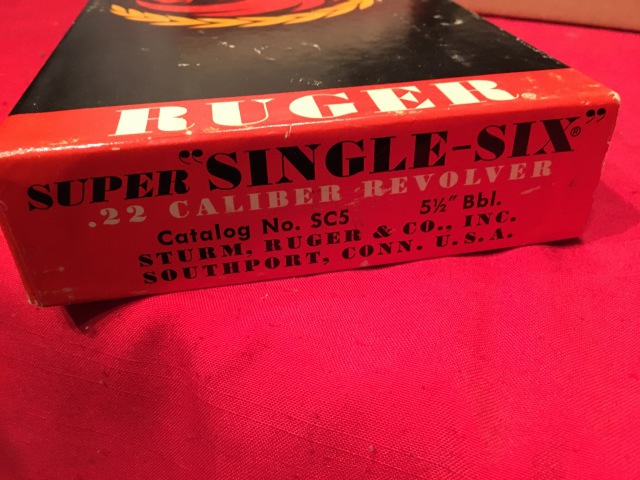 RUGER
SUPER "SINGLE-SIX"®
.22 CALIBER REVOLVER
Catalog No. SC5 5½" Bbl.
STURM, RUGER & CO., INC.
SOUTHPORT, CONN. U.S.A.